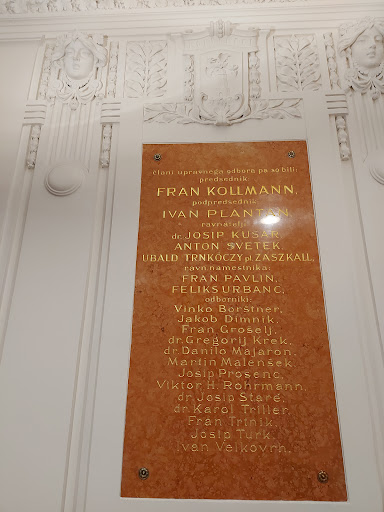 člani upravnega odbora pa so bili:
predsednik:
FRAN KOLLMANN,
podpredsednik:
IVAN PLANTAN,
ravnatelji:
dr. JOSIP KUSAR,
ANTON SVETEK,
UBALD TRNKÓCZY pl. ZASZKALL,
ravn. namestnika:
FRAN PAVLIN,
FELIKS URBANC,
odborniki:
Vinko Borštner,
Jakob Dimnik,
Fran Grošelj,
dr. Gregorij Krek,
dr. Danilo Majaron,
Martin Malenšek,
Josip Prosenc,
Viktor H. Rohrmann,
dr. Josip Staré,
dr. Karol Triller,
Fran Trtnik,
Josip Turk,
Ivan Velkovrh.